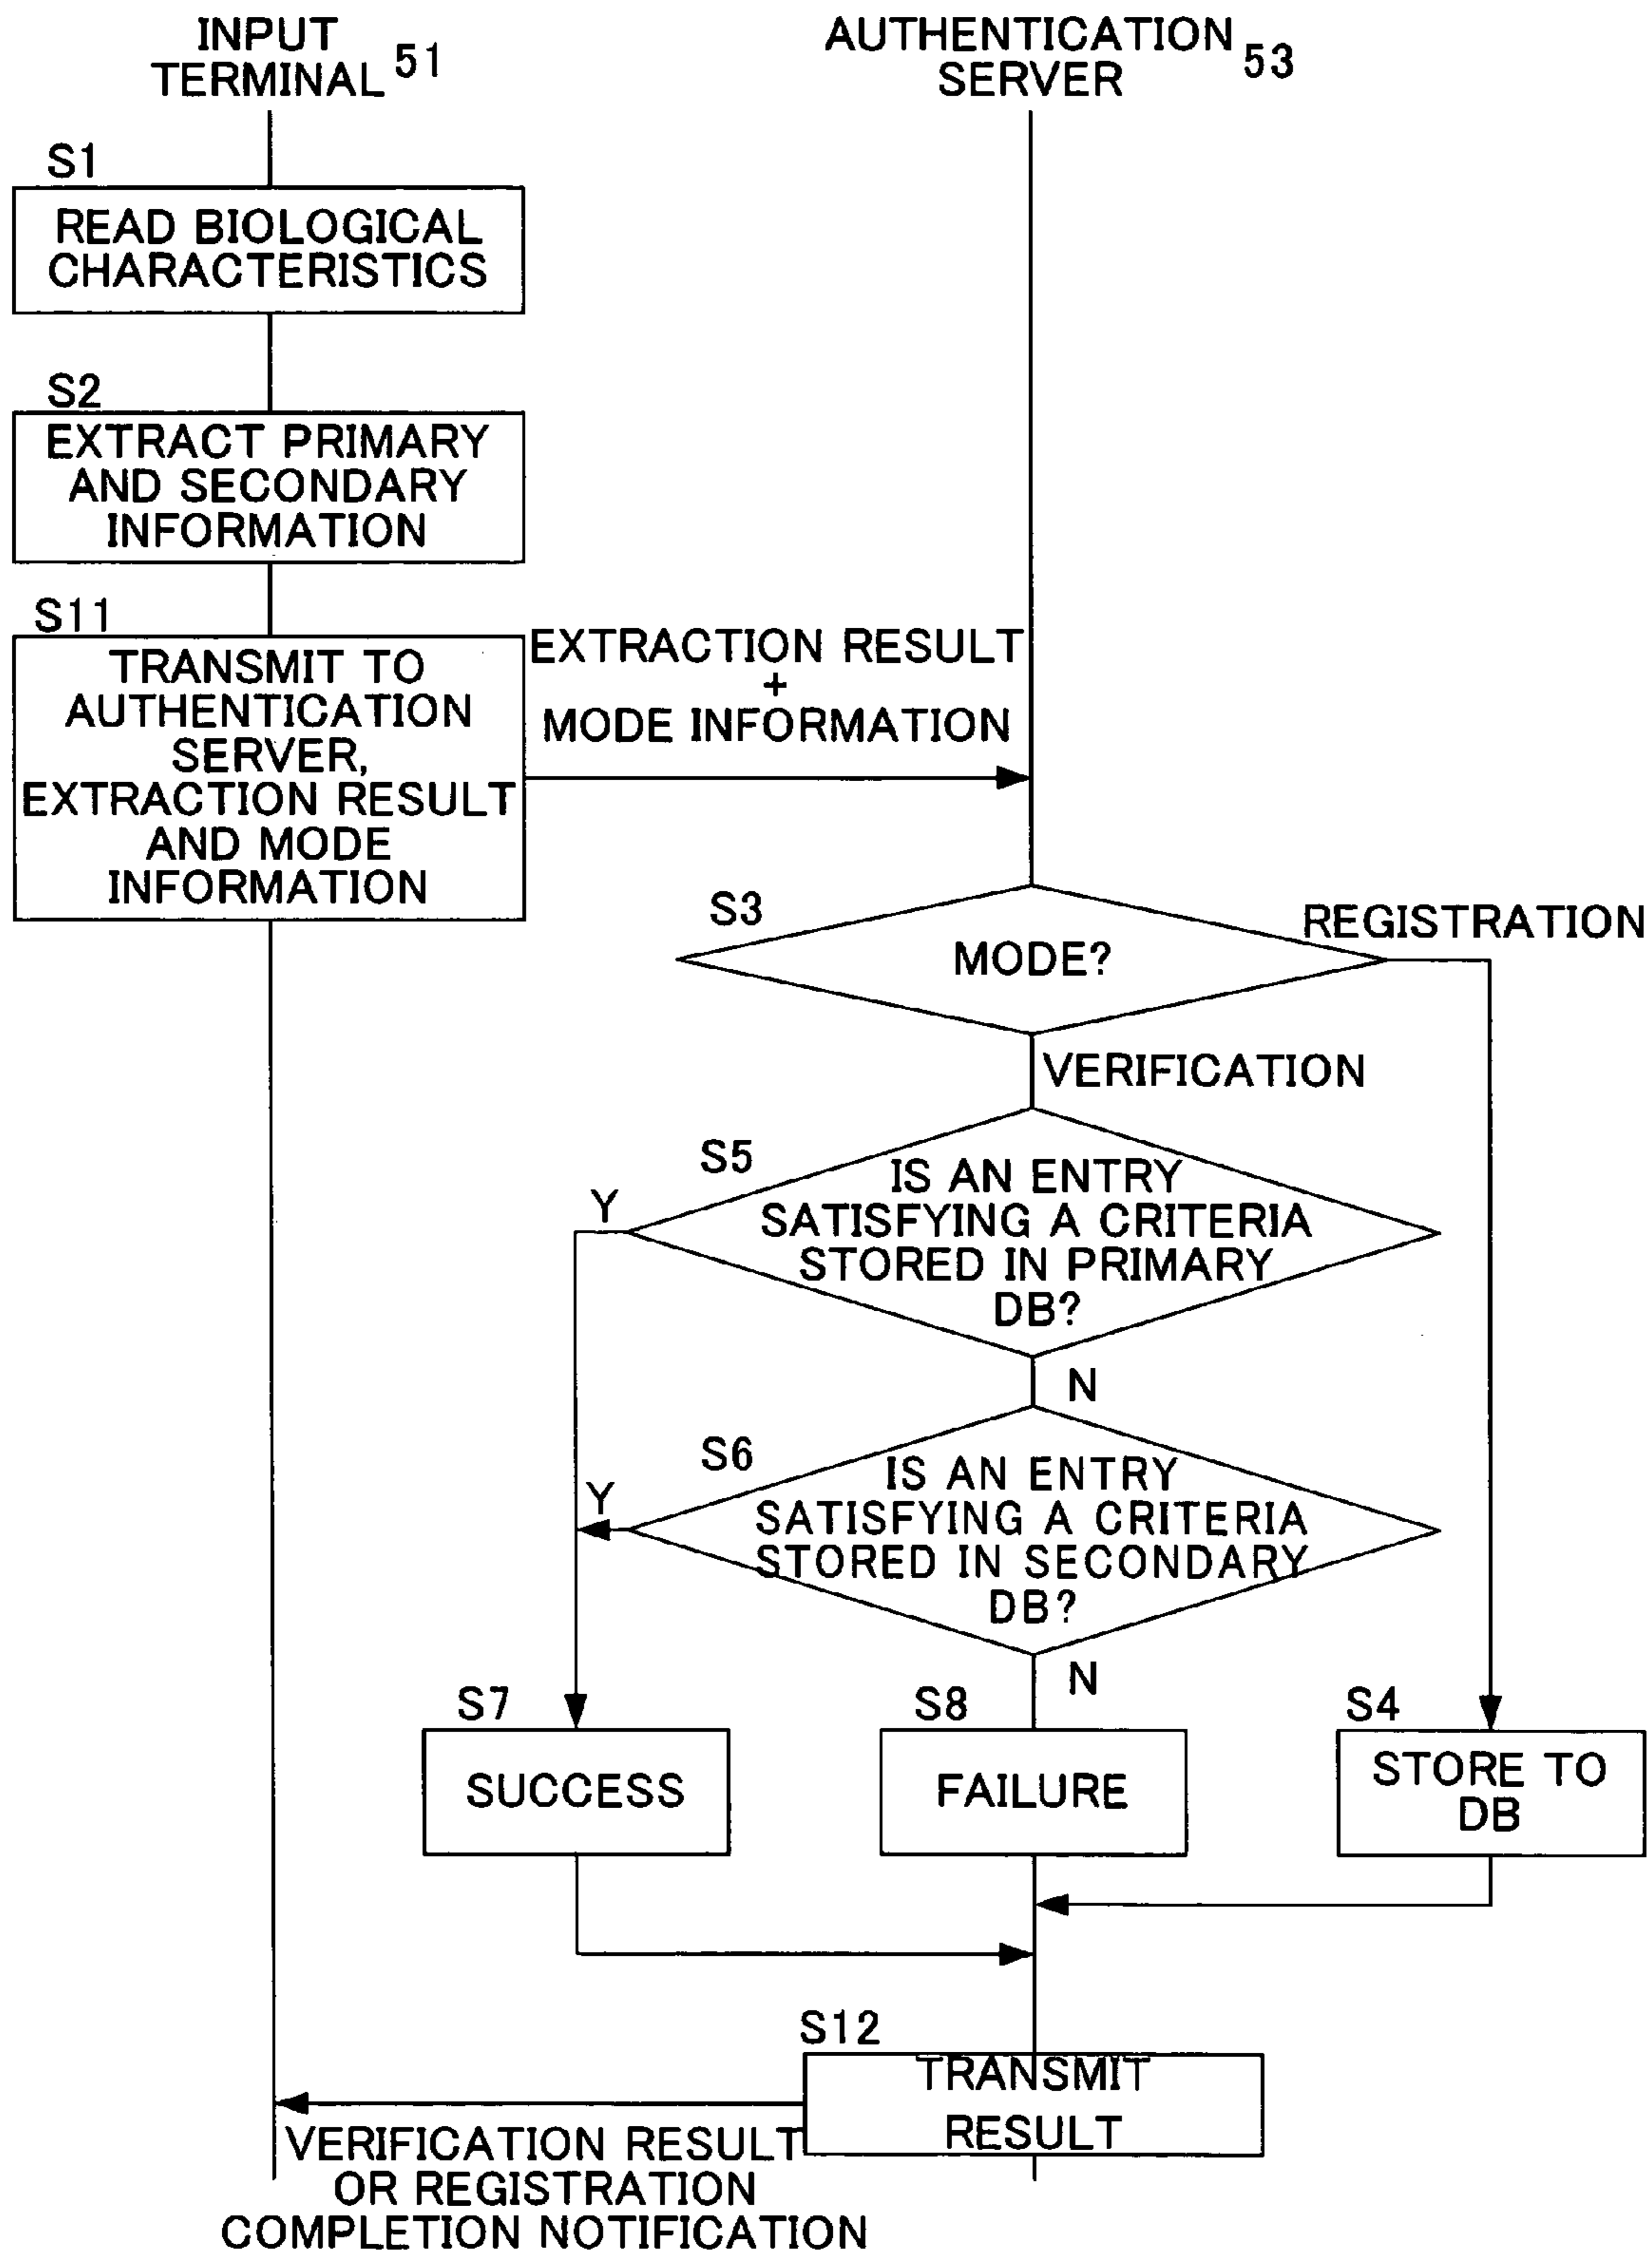 INPUT
TERMINAL 51
AUTHENTICATION
SERVER 53
S1
READ BIOLOGICAL
CHARACTERISTICS
S2
EXTRACT PRIMARY
AND SECONDARY
INFORMATION
S11
TRANSMIT TO
AUTHENTICATION
SERVER,
EXTRACTION RESULT
AND MODE
INFORMATION
EXTRACTION RESULT
+
MODE INFORMATION
S3
MODE?
REGISTRATION
VERIFICATION
S5
IS AN ENTRY
SATISFYING A CRITERIA
STORED IN PRIMARY
DB?
Y
N
S6
IS AN ENTRY
SATISFYING A CRITERIA
STORED IN SECONDARY
DB?
Y
N
S7
SUCCESS
S8
FAILURE
S4
STORE TO
DB
S12
TRANSMIT
RESULT
VERIFICATION RESULT
OR REGISTRATION
COMPLETION NOTIFICATION